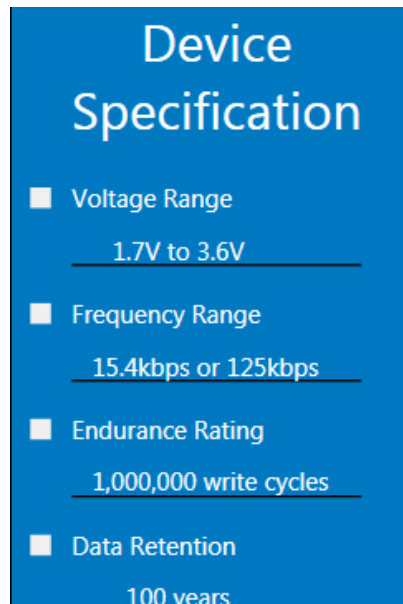 Device
Specification
Voltage Range
1.7V to 3.6V
Frequency Range
15.4kbps or 125kbps
Endurance Rating
1,000,000 write cycles
Data Retention
100 years